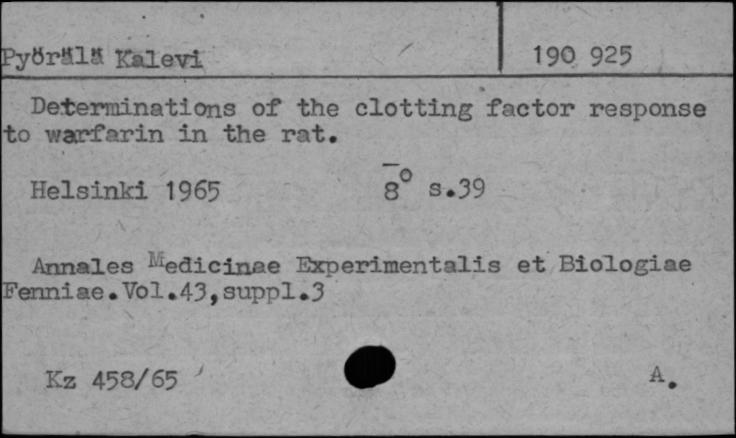 Pyörälä Kalevi
190 925
Determinations of the clotting factor response
to warfarin in the rat.
Helsinki 1965 8° s.39
Annales Medicinae Experimentalis et Biologiae
Fenniae.Vol.43,suppl.3
Kz 458/65 A.